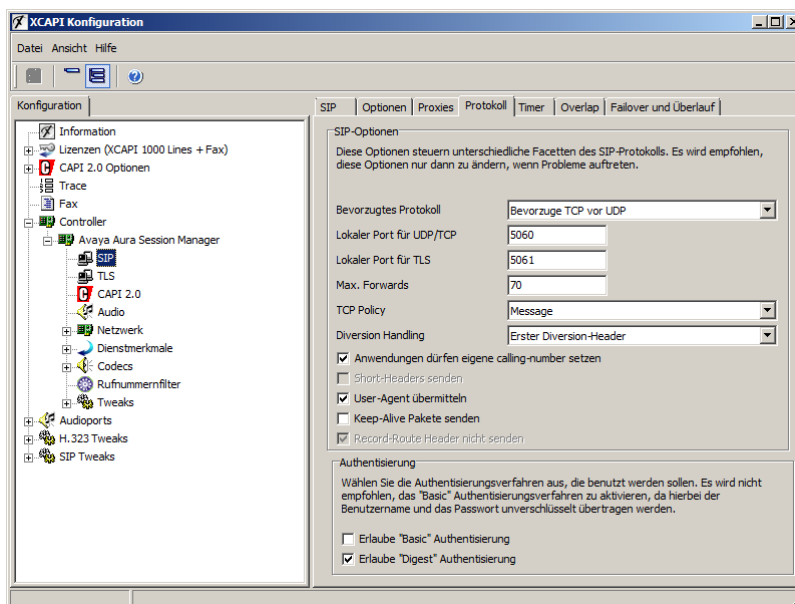 XCAPI Konfiguration
Datei Ansicht Hilfe
Konfiguration
Information
Lizenzen (XCAPI 1000 Lines + Fax)
CAPI 2.0 Optionen
Trace
Fax
Controller
Avaya Aura Session Manager
SIP
TLS
CAPI 2.0
Audio
Netzwerk
Dienstmerkmale
Codecs
Rufnummernfilter
Tweaks
Audioports
H.323 Tweaks
SIP Tweaks
SIP Optionen Proxies Protokoll Timer Overlap Failover und Überlauf
SIP-Optionen
Diese Optionen steuern unterschiedliche Facetten des SIP-Protokolls. Es wird empfohlen,
diese Optionen nur dann zu ändern, wenn Probleme auftreten.
Bevorzugtes Protokoll Bevorzuge TCP vor UDP
Lokaler Port für UDP/TCP 5060
Lokaler Port für TLS 5061
Max. Forwards 70
TCP Policy Message
Diversion Handling Erster Diversion-Header
Anwendungen dürfen eigene calling-number setzen
Short-Headers senden
User-Agent übermitteln
Keep-Alive Pakete senden
Record-Route Header nicht senden
Authentisierung
Wählen Sie die Authentisierungsverfahren aus, die benutzt werden sollen. Es wird nicht
empfohlen, das "Basic" Authentisierungsverfahren zu aktivieren, da hierbei der
Benutzername und das Passwort unverschlüsselt übertragen werden.
Erlaube "Basic" Authentisierung
Erlaube "Digest" Authentisierung